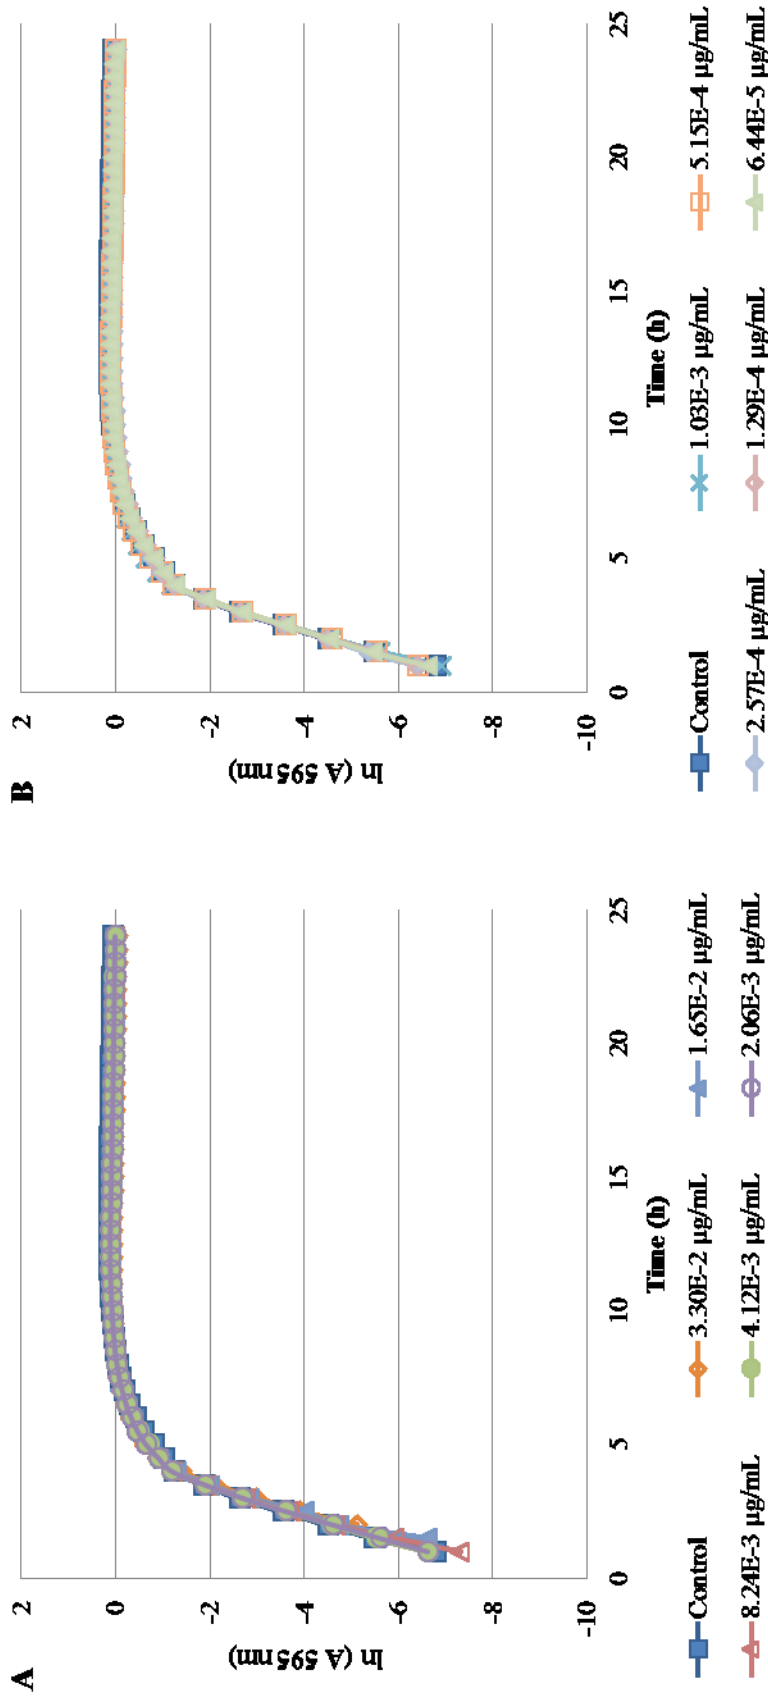 A
2
0
-2
-4
-6
-8
-10
ln (A 595 nm)
0 5 10 15 20 25
Time (h)
Control 3.30E-2 µg/mL 1.65E-2 µg/mL
8.24E-3 µg/mL 4.12E-3 µg/mL 2.06E-3 µg/mL
B
2
0
-2
-4
-6
-8
-10
ln (A 595 nm)
0 5 10 15 20 25
Time (h)
Control 1.03E-3 µg/mL 5.15E-4 µg/mL
2.57E-4 µg/mL 1.29E-4 µg/mL 6.44E-5 µg/mL